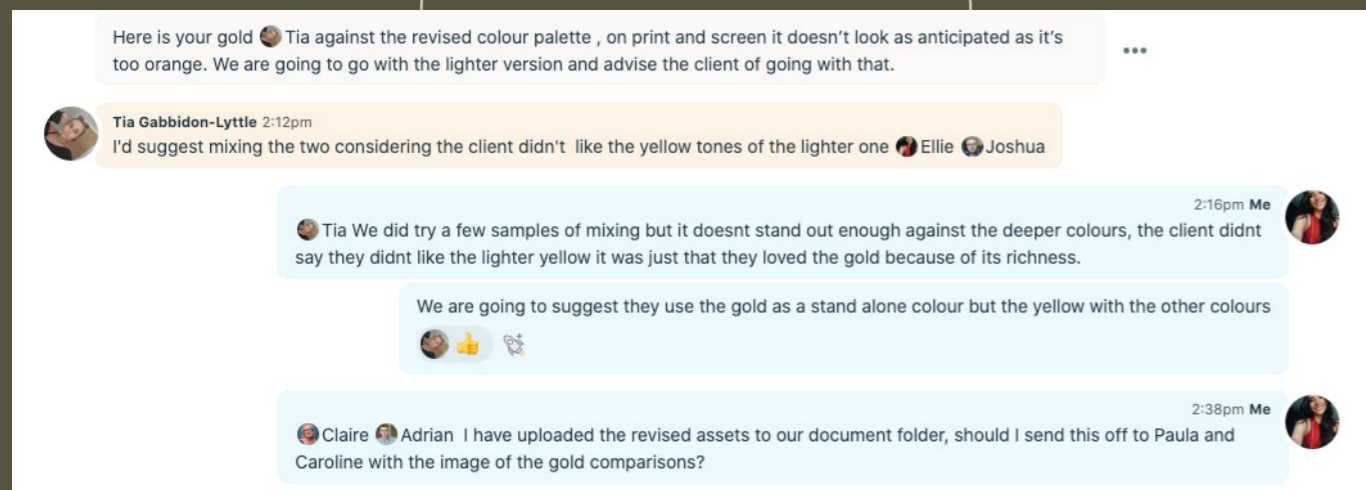 Here is your gold Tia against the revised colour palette , on print and screen it doesn't look as anticipated as it's
too orange. We are going to go with the lighter version and advise the client of going with that.
Tia Gabbidon-Lyttle 2:12pm
I'd suggest mixing the two considering the client didn't  like the yellow tones of the lighter one Ellie Joshua
2:16pm Me
Tia We did try a few samples of mixing but it doesnt stand out enough against the deeper colours, the client didnt
say they didnt like the lighter yellow it was just that they loved the gold because of its richness.
We are going to suggest they use the gold as a stand alone colour but the yellow with the other colours
2:38pm Me
Claire Adrian  I have uploaded the revised assets to our document folder, should I send this off to Paula and
Caroline with the image of the gold comparisons?